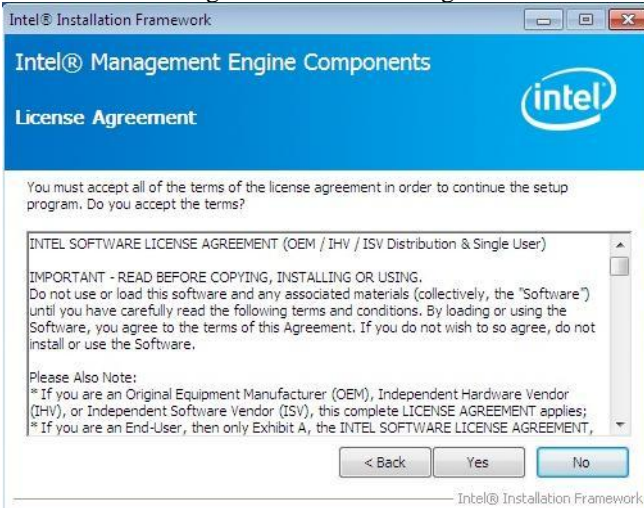 Intel® Installation Framework
Intel® Management Engine Components
License Agreement
intel
You must accept all of the terms of the license agreement in order to continue the setup
program. Do you accept the terms?
INTEL SOFTWARE LICENSE AGREEMENT (OEM / IHV / ISV Distribution & Single User)
IMPORTANT - READ BEFORE COPYING, INSTALLING OR USING.
Do not use or load this software and any associated materials (collectively, the "Software")
until you have carefully read the following terms and conditions. By loading or using the
Software, you agree to the terms of this Agreement. If you do not wish to so agree, do not
install or use the Software.
Please Also Note:
* If you are an Original Equipment Manufacturer (OEM), Independent Hardware Vendor
(IHV), or Independent Software Vendor (ISV), this complete LICENSE AGREEMENT applies;
* If you are an End-User, then only Exhibit A, the INTEL SOFTWARE LICENSE AGREEMENT,
< Back Yes No
Intel® Installation Framework